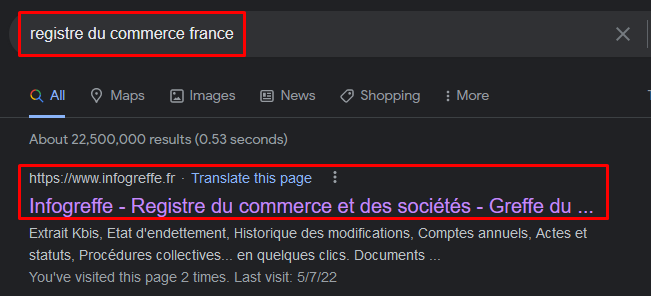 registre du commerce france
All Maps Images News Shopping More
About 22,500,000 results (0.53 seconds)
https://www.infogreffe.fr · Translate this page
Infogreffe - Registre du commerce et des sociétés - Greffe du ...
Extrait Kbis, Etat d'endettement, Historique des modifications, Comptes annuels, Actes et
statuts, Procédures collectives... en quelques clics. Documents ...
You've visited this page 2 times. Last visit: 5/7/22